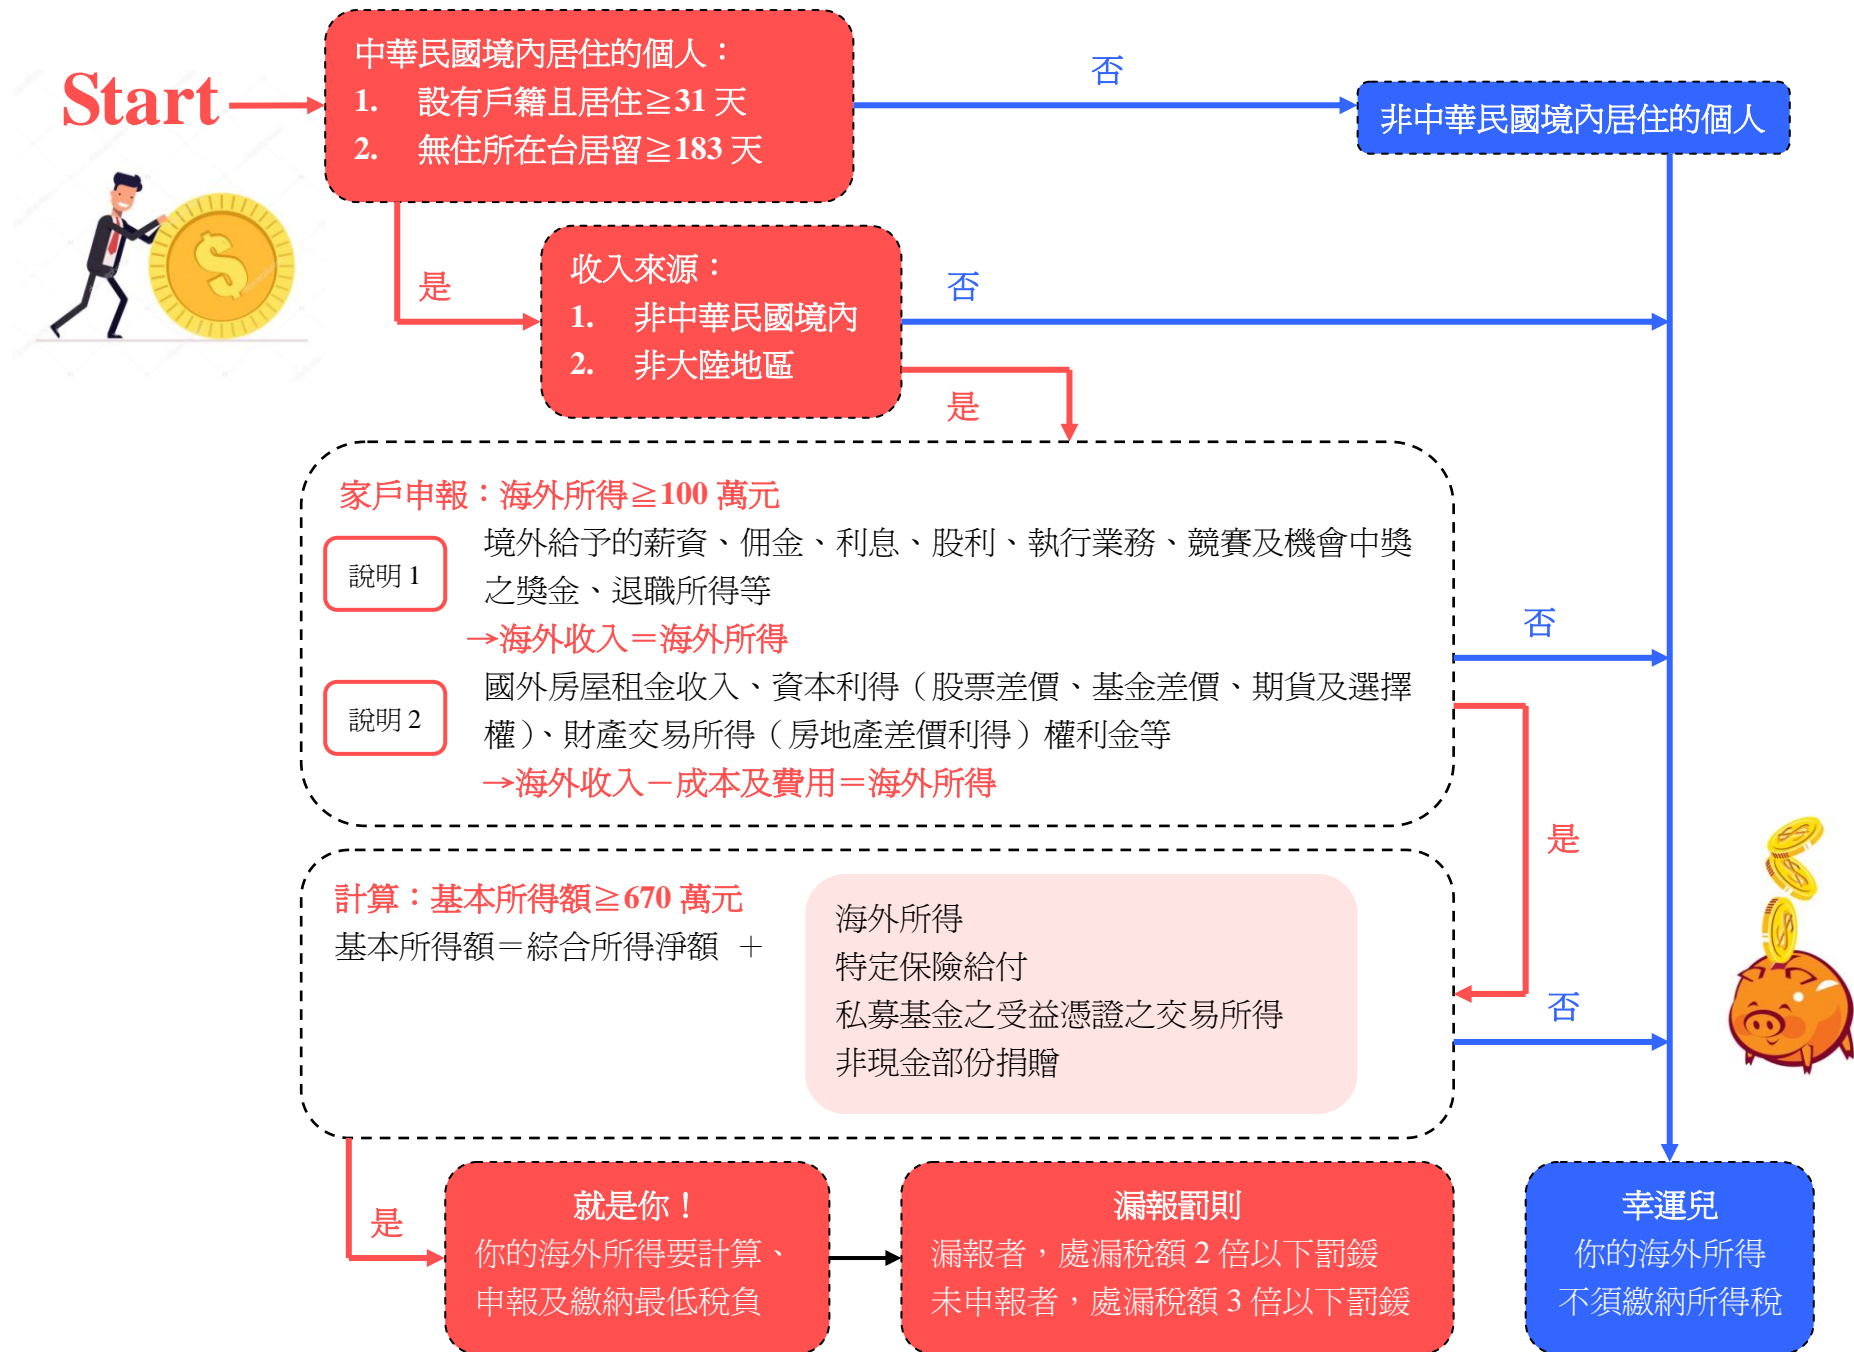 Start
中華民國境內居住的個人：
1. 設有戶籍且居住≧31 天
2. 無住所在台居留≧183 天
否
非中華民國境內居住的個人
是
收入來源：
1. 非中華民國境內
2. 非大陸地區
否
是
家戶申報：海外所得≧100 萬元
說明 1
境外給予的薪資、佣金、利息、股利、執行業務、競賽及機會中獎
之獎金、退職所得等
→海外收入＝海外所得
否
說明 2
國外房屋租金收入、資本利得（股票差價、基金差價、期貨及選擇
權）、財產交易所得（房地產差價利得）權利金等
→海外收入－成本及費用＝海外所得
是
計算：基本所得額≧670 萬元
基本所得額＝綜合所得淨額 ＋
海外所得
特定保險給付
私募基金之受益憑證之交易所得
非現金部份捐贈
否
是
就是你！
你的海外所得要計算、
申報及繳納最低稅負
漏報罰則
漏報者，處漏稅額 2 倍以下罰鍰
未申報者，處漏稅額 3 倍以下罰鍰
幸運兒
你的海外所得
不須繳納所得稅